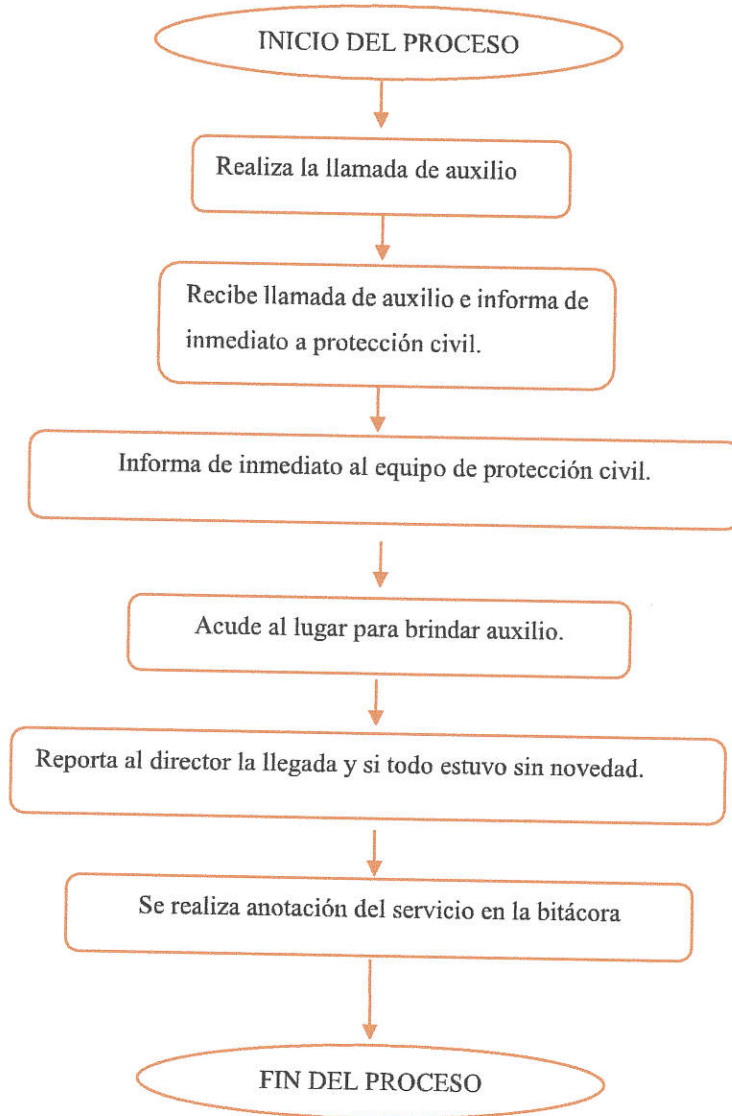 INICIO DEL PROCESO
Realiza la llamada de auxilio
Recibe llamada de auxilio e informa de
inmediato a protección civil.
Informa de inmediato al equipo de protección civil.
Acude al lugar para brindar auxilio.
Reporta al director la llegada y si todo estuvo sin novedad.
Se realiza anotación del servicio en la bitácora
FIN DEL PROCESO